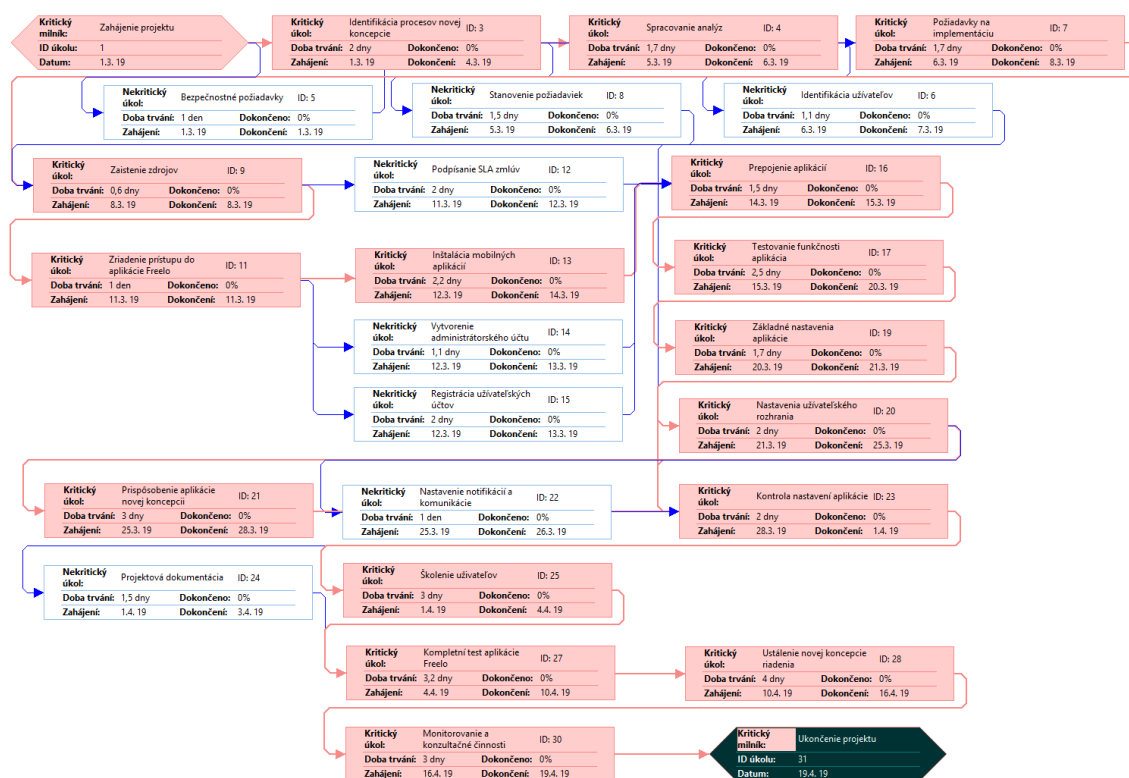 Kritický milník: Zahájenie projektu
ID úkolu: 1
Datum: 1.3. 19
Kritický úkol: Identifikácia procesov novej koncepcie ID: 3
Doba trvání: 2 dny Dokončeno: 0%
Zahájení: 1.3. 19 Dokončení: 4.3. 19
Kritický úkol: Spracovanie analýz ID: 4
Doba trvání: 1,7 dny Dokončeno: 0%
Zahájení: 5.3. 19 Dokončení: 6.3. 19
Kritický úkol: Požiadavky na implementáciu ID: 7
Doba trvání: 1,7 dny Dokončeno: 0%
Zahájení: 6.3. 19 Dokončení: 8.3. 19
Nekritický úkol: Bezpečnostné požiadavky ID: 5
Doba trvání: 1 den Dokončeno: 0%
Zahájení: 1.3. 19 Dokončení: 1.3. 19
Nekritický úkol: Stanovenie požiadaviek ID: 8
Doba trvání: 1,5 dny Dokončeno: 0%
Zahájení: 5.3. 19 Dokončení: 6.3. 19
Nekritický úkol: Identifikácia užívateľov ID: 6
Doba trvání: 1,1 dny Dokončeno: 0%
Zahájení: 6.3. 19 Dokončení: 7.3. 19
Kritický úkol: Zaistenie zdrojov ID: 9
Doba trvání: 0,6 dny Dokončeno: 0%
Zahájení: 8.3. 19 Dokončení: 8.3. 19
Nekritický úkol: Podpísanie SLA zmlúv ID: 12
Doba trvání: 2 dny Dokončeno: 0%
Zahájení: 11.3. 19 Dokončení: 12.3. 19
Kritický úkol: Prepojenie aplikácií ID: 16
Doba trvání: 1,5 dny Dokončeno: 0%
Zahájení: 14.3. 19 Dokončení: 15.3. 19
Kritický úkol: Zriadenie prístupu do aplikácie Freelo ID: 11
Doba trvání: 1 den Dokončeno: 0%
Zahájení: 11.3. 19 Dokončení: 11.3. 19
Kritický úkol: Inštalácia mobilných aplikácií ID: 13
Doba trvání: 2,2 dny Dokončeno: 0%
Zahájení: 12.3. 19 Dokončení: 14.3. 19
Kritický úkol: Testovanie funkčnosti aplikácia ID: 17
Doba trvání: 2,5 dny Dokončeno: 0%
Zahájení: 15.3. 19 Dokončení: 20.3. 19
Nekritický úkol: Vytvorenie administrátorského účtu ID: 14
Doba trvání: 1,1 dny Dokončeno: 0%
Zahájení: 12.3. 19 Dokončení: 13.3. 19
Kritický úkol: Základné nastavenia aplikácie ID: 19
Doba trvání: 1,7 dny Dokončeno: 0%
Zahájení: 20.3. 19 Dokončení: 21.3. 19
Nekritický úkol: Registrácia užívateľských účtov ID: 15
Doba trvání: 2 dny Dokončeno: 0%
Zahájení: 12.3. 19 Dokončení: 13.3. 19
Kritický úkol: Nastavenia užívateľského rozhrania ID: 20
Doba trvání: 2 dny Dokončeno: 0%
Zahájení: 21.3. 19 Dokončení: 25.3. 19
Kritický úkol: Prispôsobenie aplikácie novej koncepcii ID: 21
Doba trvání: 3 dny Dokončeno: 0%
Zahájení: 25.3. 19 Dokončení: 28.3. 19
Nekritický úkol: Nastavenie notifikácií a komunikácie ID: 22
Doba trvání: 1 den Dokončeno: 0%
Zahájení: 25.3. 19 Dokončení: 26.3. 19
Kritický úkol: Kontrola nastavení aplikácie ID: 23
Doba trvání: 2 dny Dokončeno: 0%
Zahájení: 28.3. 19 Dokončení: 1.4. 19
Nekritický úkol: Projektová dokumentácia ID: 24
Doba trvání: 1,5 dny Dokončeno: 0%
Zahájení: 1.4. 19 Dokončení: 3.4. 19
Kritický úkol: Školenie uživateľov ID: 25
Doba trvání: 3 dny Dokončeno: 0%
Zahájení: 1.4. 19 Dokončení: 4.4. 19
Kritický úkol: Kompletní test aplikácie Freelo ID: 27
Doba trvání: 3,2 dny Dokončeno: 0%
Zahájení: 4.4. 19 Dokončení: 10.4. 19
Kritický úkol: Ustálenie novej koncepcie riadenia ID: 28
Doba trvání: 4 dny Dokončeno: 0%
Zahájení: 10.4. 19 Dokončení: 16.4. 19
Kritický úkol: Monitorovanie a konzultačné činnosti ID: 30
Doba trvání: 3 dny Dokončeno: 0%
Zahájení: 16.4. 19 Dokončení: 19.4. 19
Kritický milník: Ukončenie projektu
ID úkolu: 31
Datum: 19.4. 19